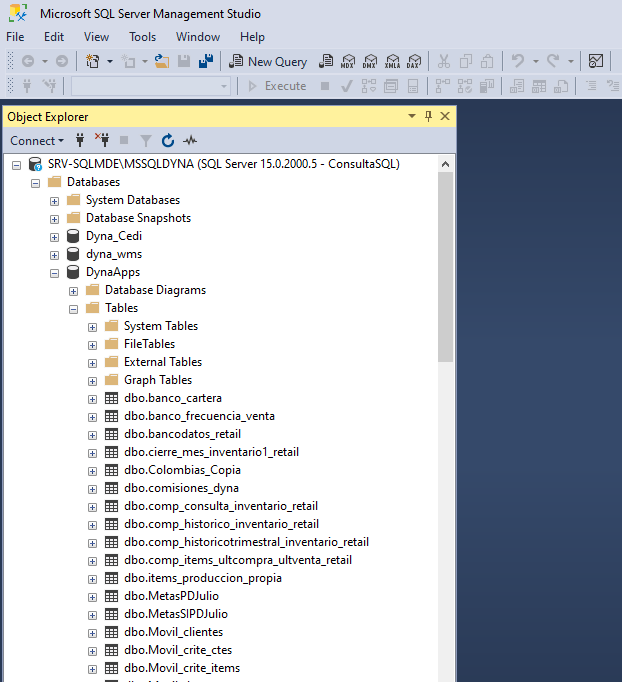 Microsoft SQL Server Management Studio
File Edit View Tools Window Help
New Query MDX DMX XMLA DAX
Execute
Object Explorer
Connect
SRV-SQLMDE\MSSQLDYNA (SQL Server 15.0.2000.5 - ConsultaSQL)
Databases
System Databases
Database Snapshots
Dyna_Cedi
dyna_wms
DynaApps
Database Diagrams
Tables
System Tables
FileTables
External Tables
Graph Tables
dbo.banco_cartera
dbo.banco_frecuencia_venta
dbo.bancodatos_retail
dbo.cierre_mes_inventario1_retail
dbo.Colombias_Copia
dbo.comisiones_dyna
dbo.comp_consulta_inventario_retail
dbo.comp_historico_inventario_retail
dbo.comp_historicotrimestral_inventario_retail
dbo.comp_items_ultcompra_ultventa_retail
dbo.items_produccion_propia
dbo.MetasPDJulio
dbo.MetasSIPDJulio
dbo.Movil_clientes
dbo.Movil_crite_ctes
dbo.Movil_crite_items